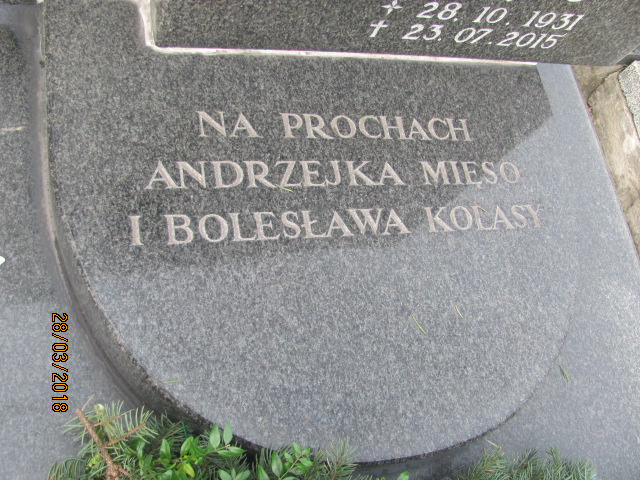 ✢ 28. 10. 1931
✝ 23. 07. 2015
NA PROCHACH
ANDRZEJKA MIĘSO
I BOLESŁAWA KOŁASY
28/03/2018